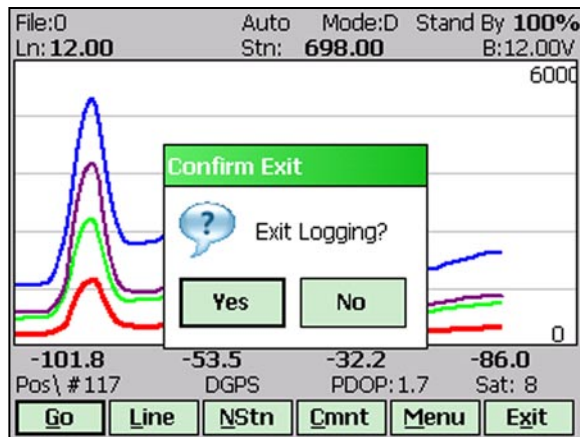 File:0 Auto Mode:D Stand By 100%
Ln: 12.00 Stn: 698.00 B:12.00V
6000
Confirm Exit
?
Exit Logging?
Yes No
0
-101.8 -53.5 -32.2 -86.0
Pos\ #117 DGPS PDOP:1.7 Sat: 8
Go Line NStn Cmnt Menu Exit